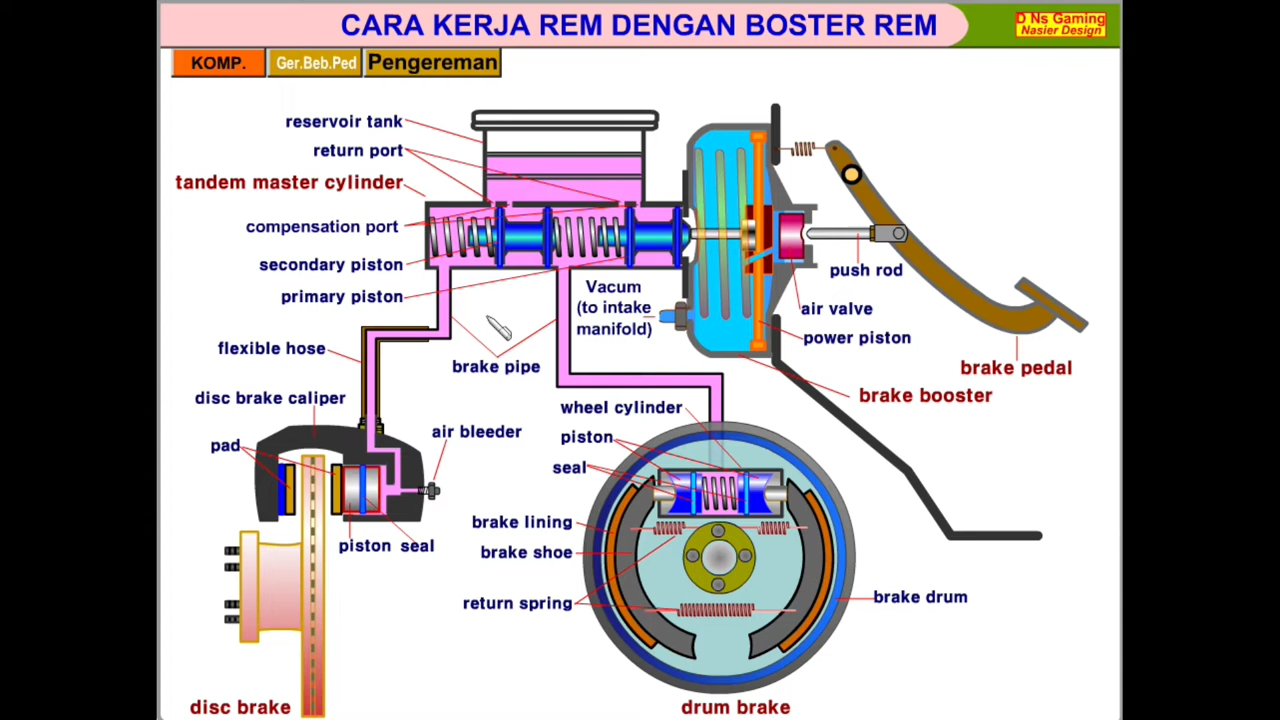 CARA KERJA REM DENGAN BOSTER REM
D Ns Gaming
Nasier Design
KOMP.
Ger.Beb.Ped
Pengereman
reservoir tank
return port
tandem master cylinder
compensation port
secondary piston
primary piston
flexible hose
disc brake caliper
pad
air bleeder
piston
seal
disc brake
brake pipe
Vacum
(to intake
manifold)
push rod
air valve
power piston
brake pedal
brake booster
wheel cylinder
piston
seal
brake lining
brake shoe
return spring
brake drum
drum brake